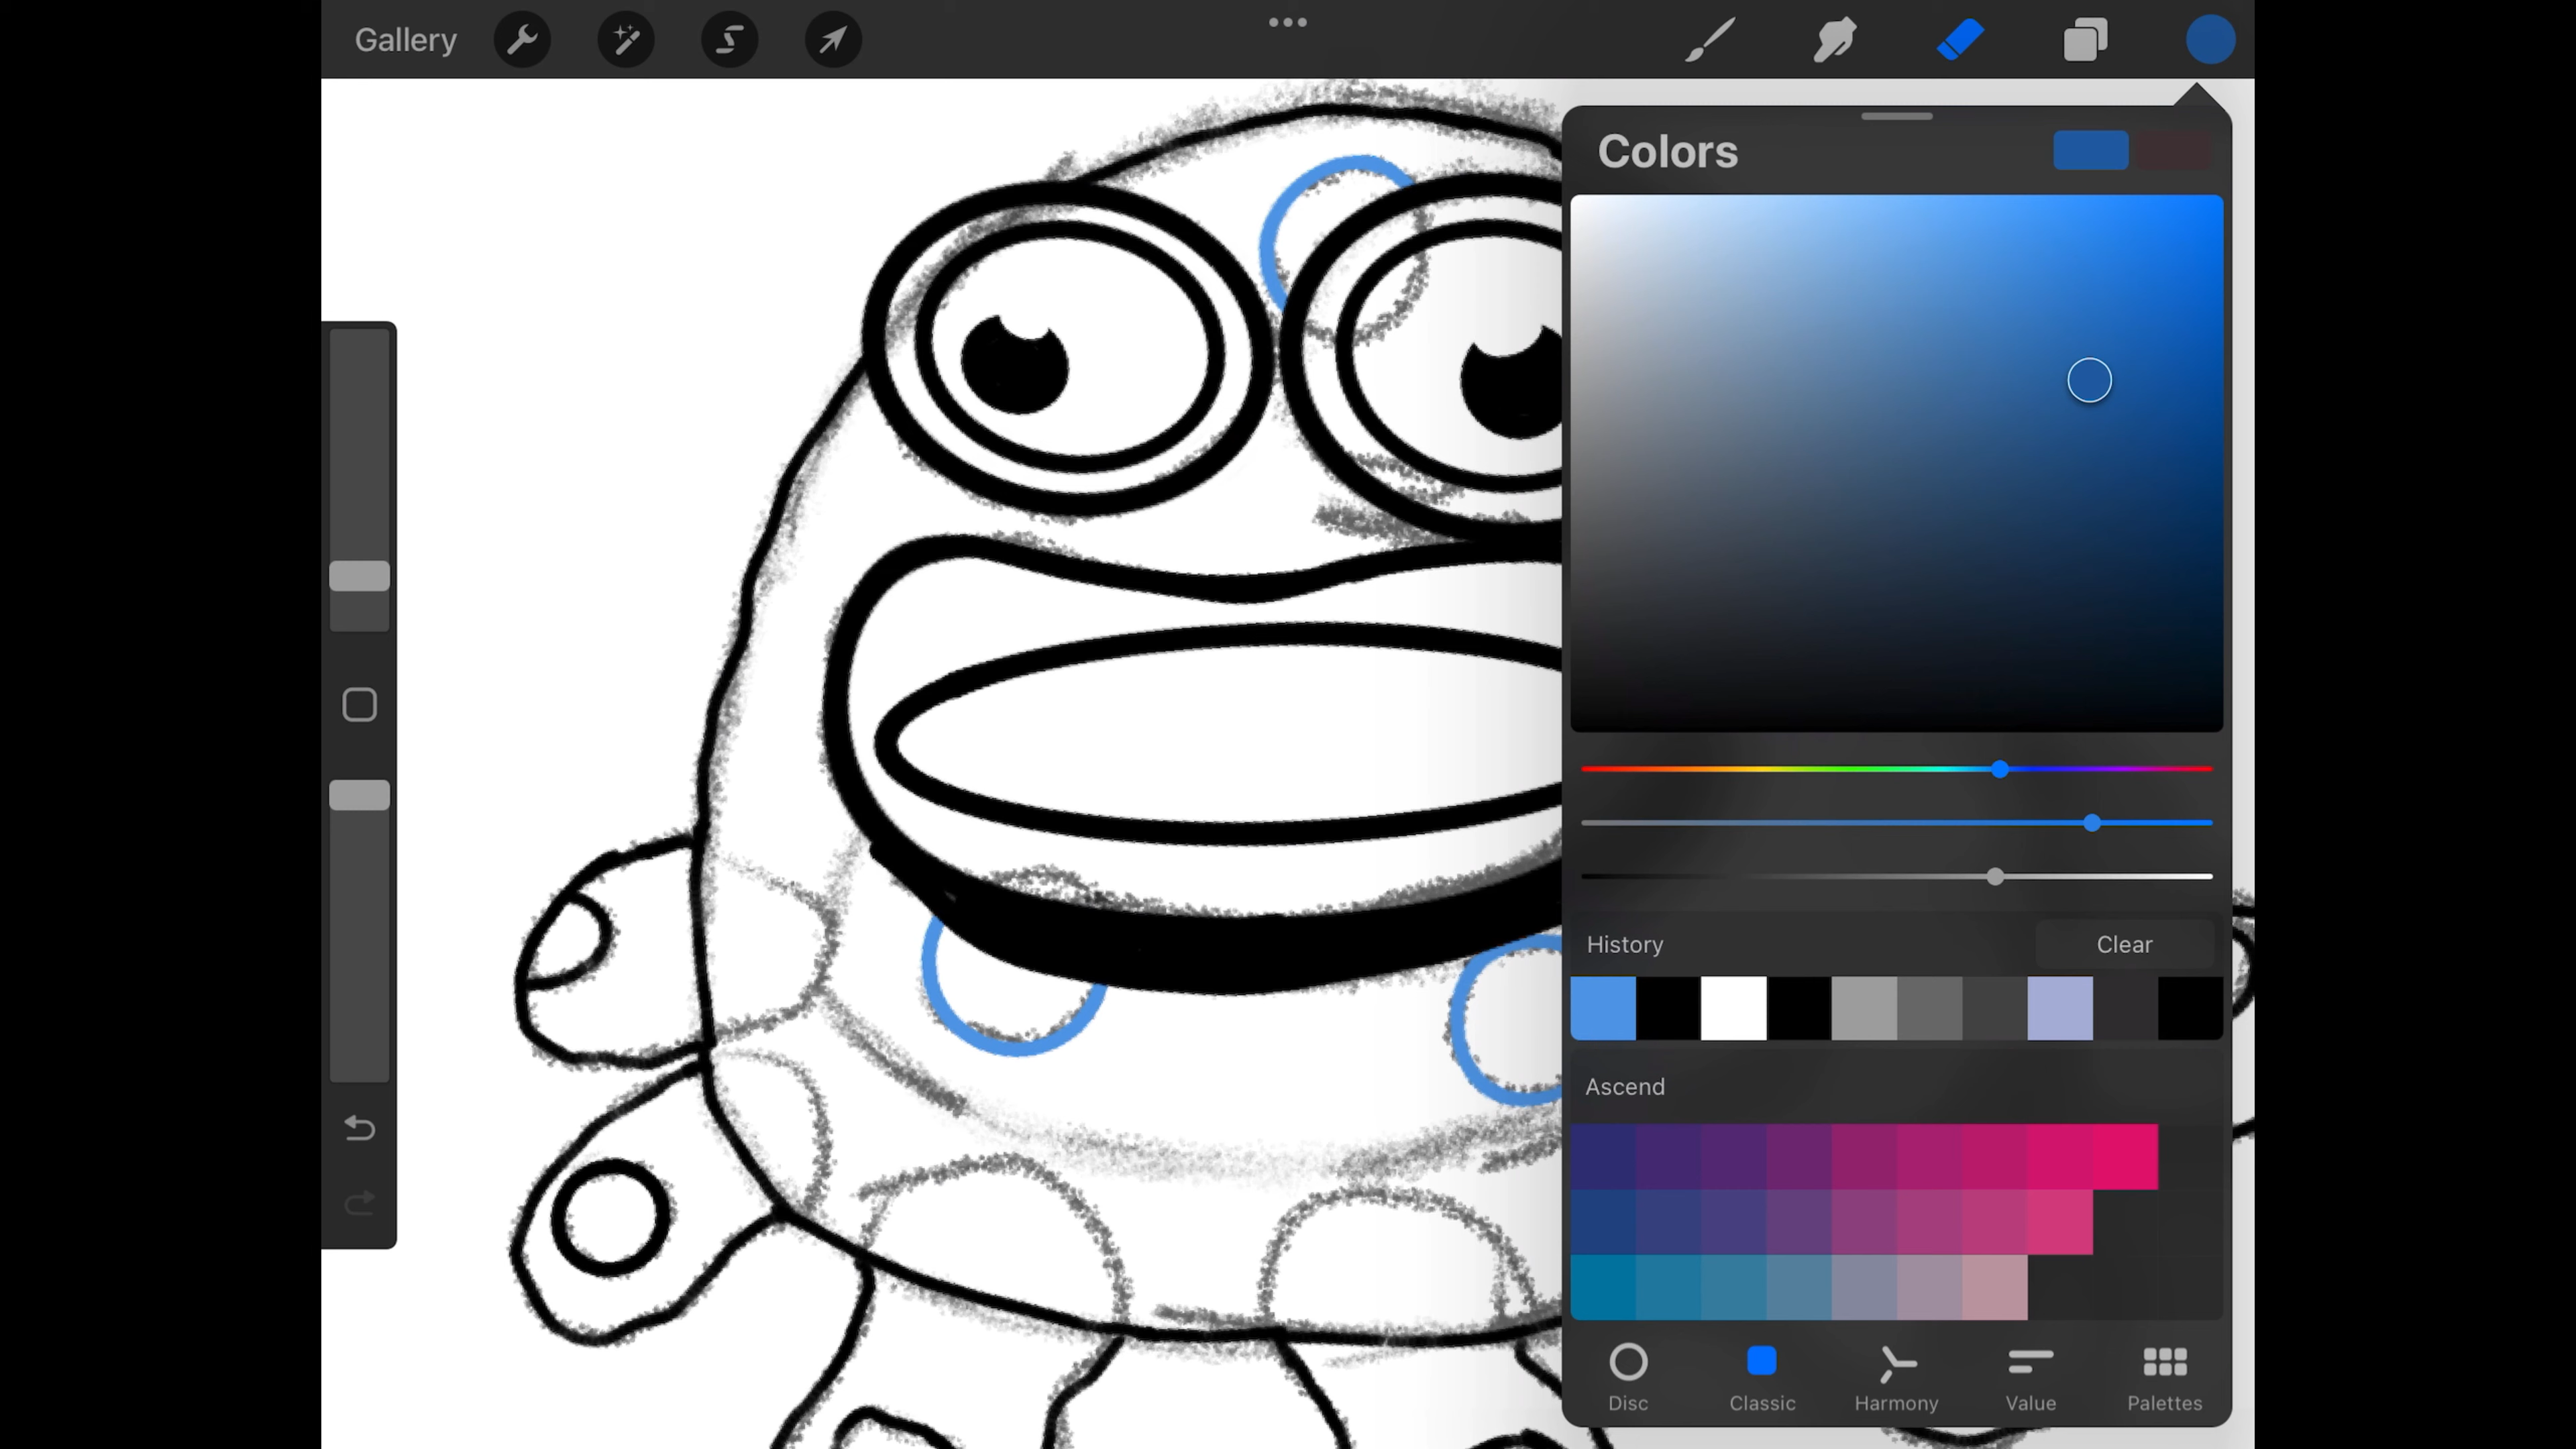 Gallery
Colors
History
Clear
Ascend
Disc
Classic
Harmony
Value
Palettes